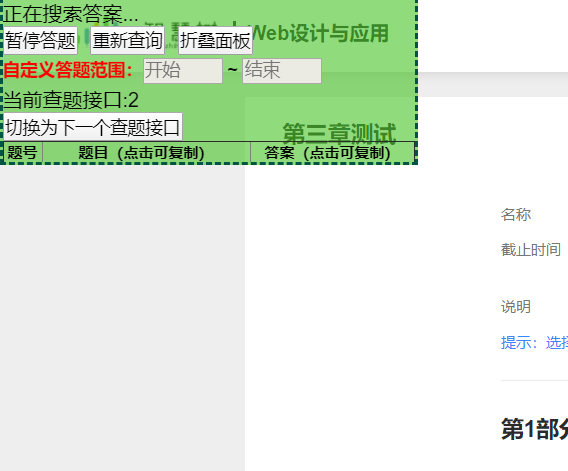 正在搜索答案...
Web设计与应用
暂停答题 重新查询 折叠面板
自定义答题范围： 开始 ~ 结束
当前查题接口:2
切换为下一个查题接口
第三章测试
题号 题目（点击可复制） 答案（点击可复制）
名称
截止时间
说明
提示：选择
第1部分